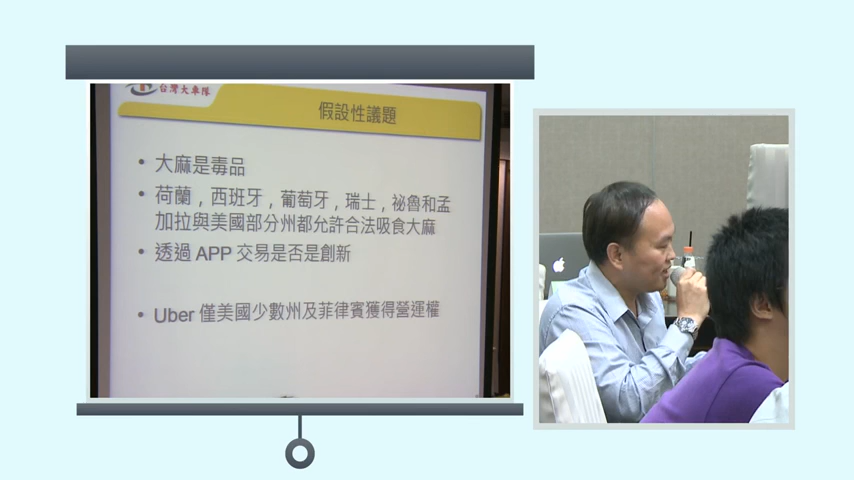 台灣大車隊
假設性議題
• 大麻是毒品
• 荷蘭，西班牙，葡萄牙，瑞士，祕魯和孟
加拉與美國部分州都允許合法吸食大麻
• 透過 APP 交易是否是創新
• Uber 僅美國少數州及菲律賓獲得營運權